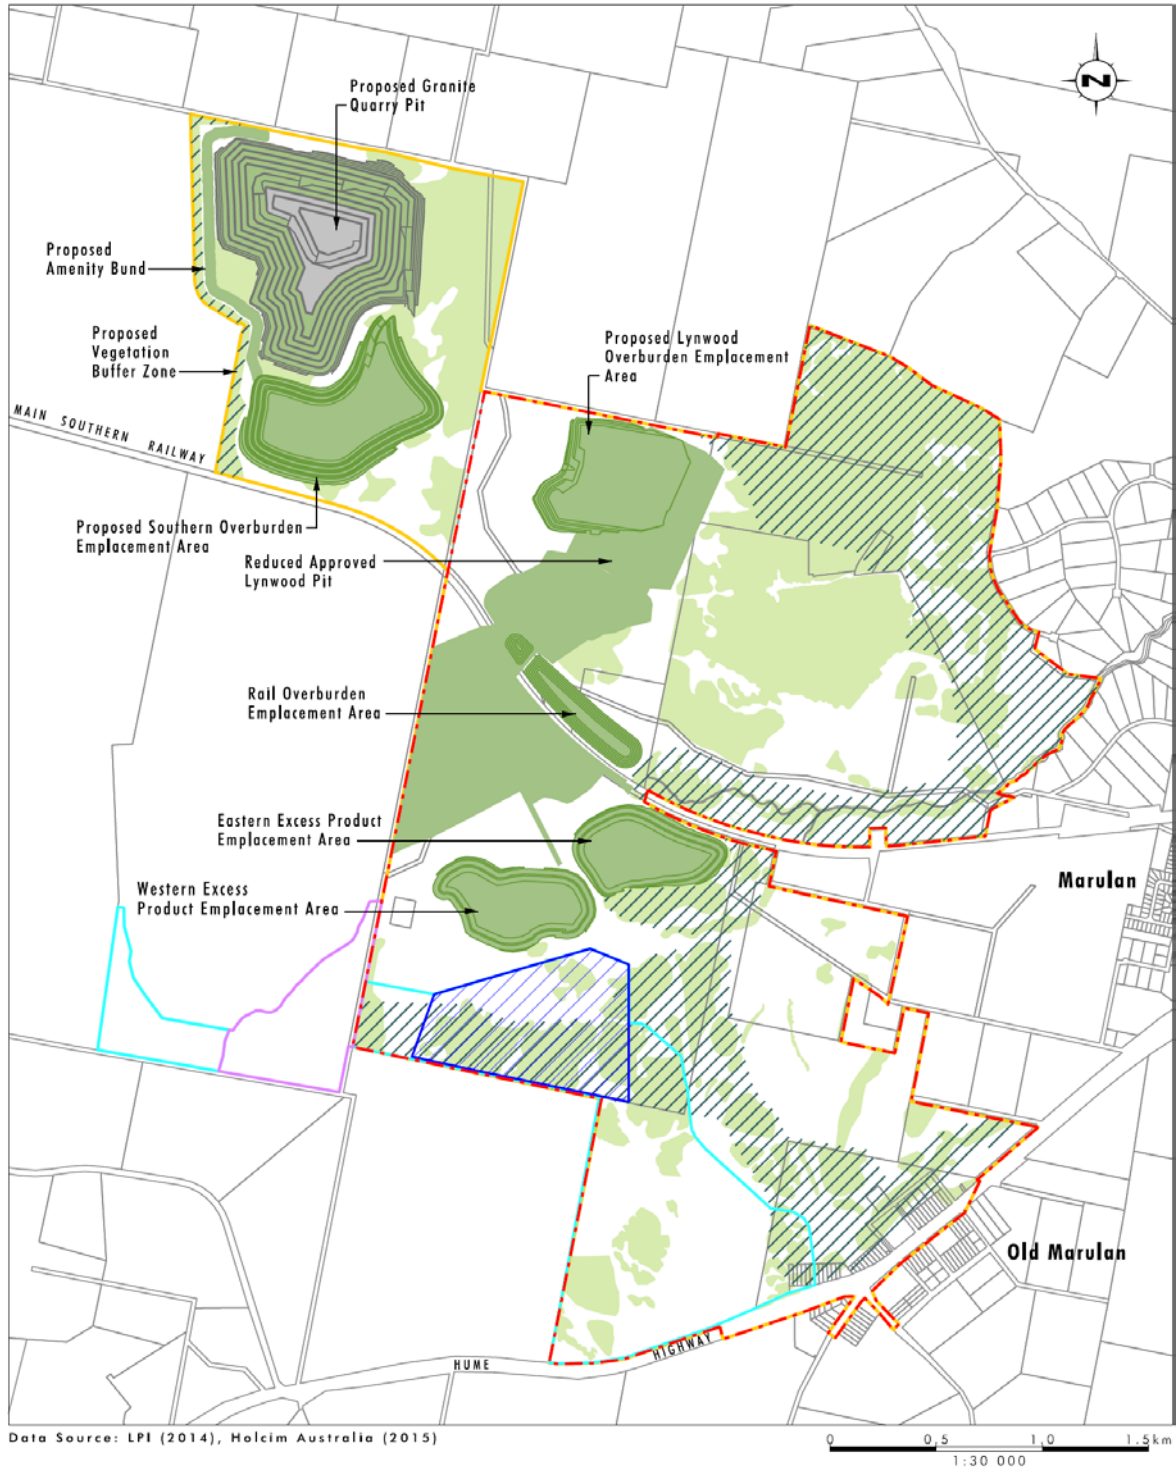 N
Proposed Granite
Quarry Pit
Proposed
Amenity Bund
Proposed
Vegetation
Buffer Zone
Proposed Lynwood
Overburden Emplacement
Area
MAIN SOUTHERN RAILWAY
Proposed Southern Overburden
Emplacement Area
Reduced Approved
Lynwood Pit
Rail Overburden
Emplacement Area
Eastern Excess Product
Emplacement Area
Western Excess
Product Emplacement Area
Marulan
Old Marulan
HUME HIGHWAY
Data Source: LPI (2014), Holcim Australia (2015)
0 0.5 1.0 1.5km
1:30 000